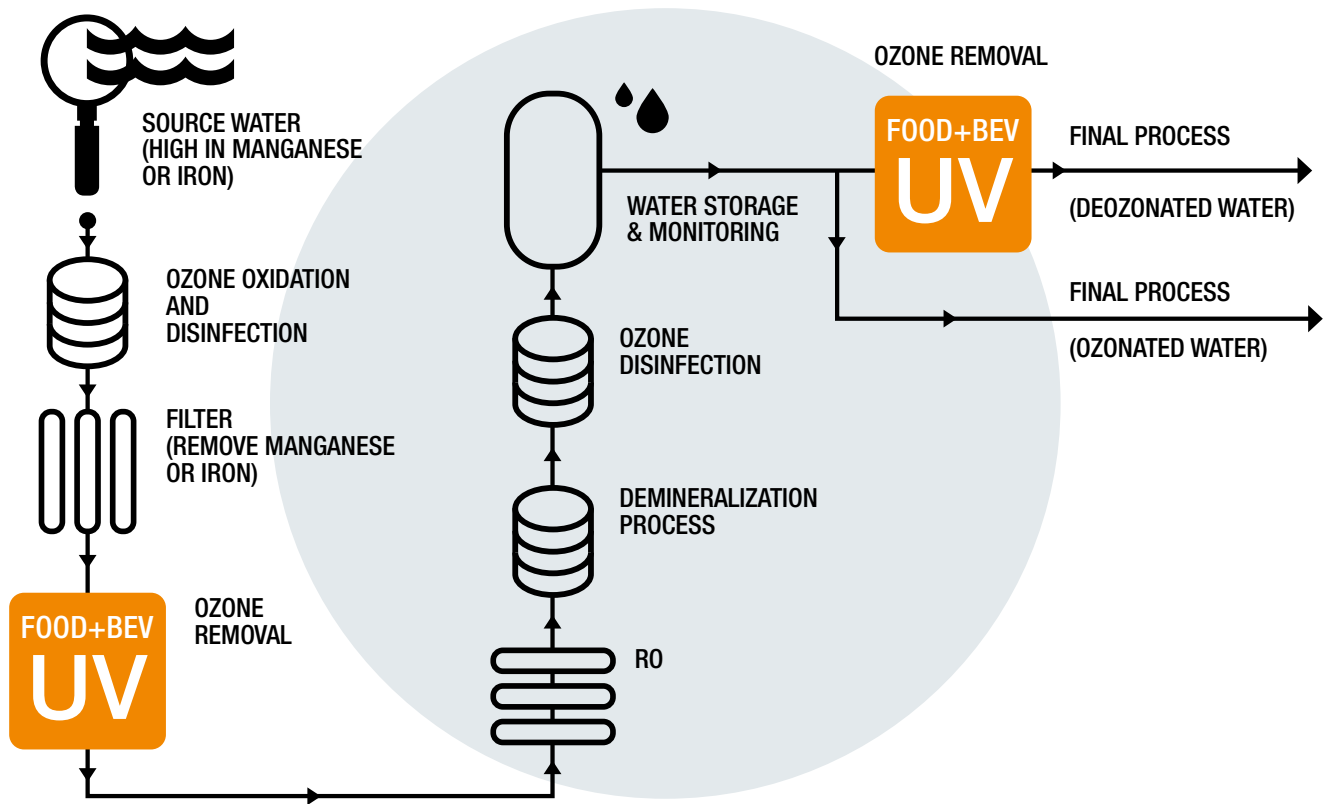 SOURCE WATER
(HIGH IN MANGANESE
OR IRON)
OZONE OXIDATION
AND
DISINFECTION
FILTER
(REMOVE MANGANESE
OR IRON)
FOOD+BEV
UV
OZONE
REMOVAL
RO
DEMINERALIZATION
PROCESS
OZONE
DISINFECTION
WATER STORAGE
& MONITORING
OZONE REMOVAL
FOOD+BEV
UV
FINAL PROCESS
(DEOZONATED WATER)
FINAL PROCESS
(OZONATED WATER)